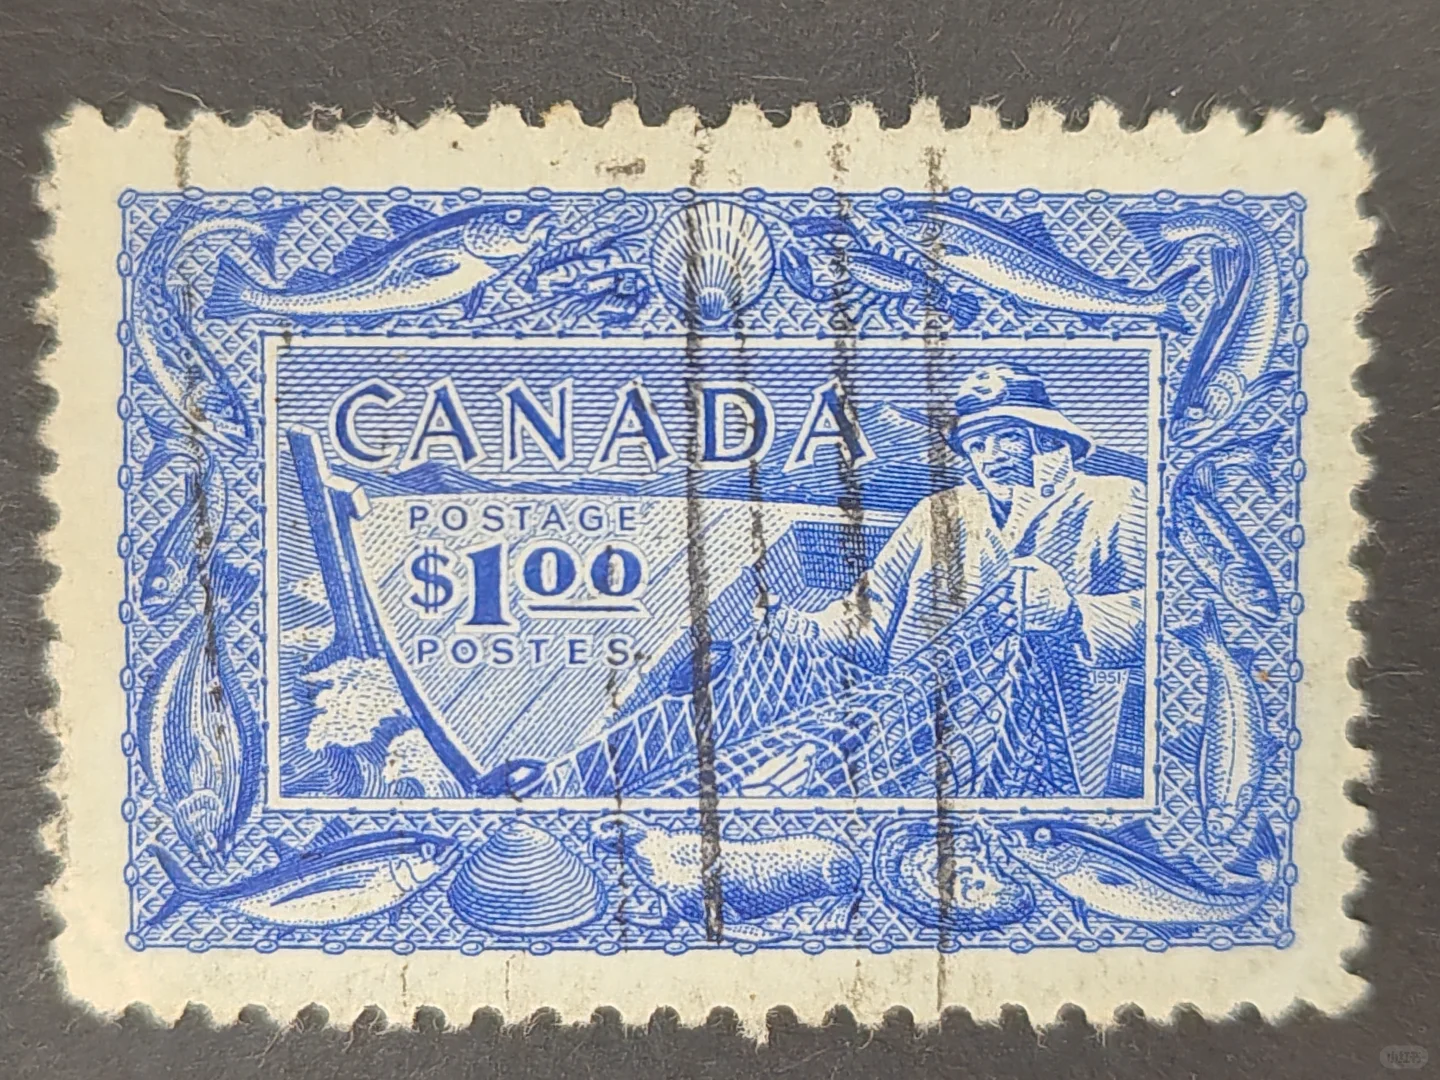 CANADA
POSTAGE
$1.00
POSTES
1951